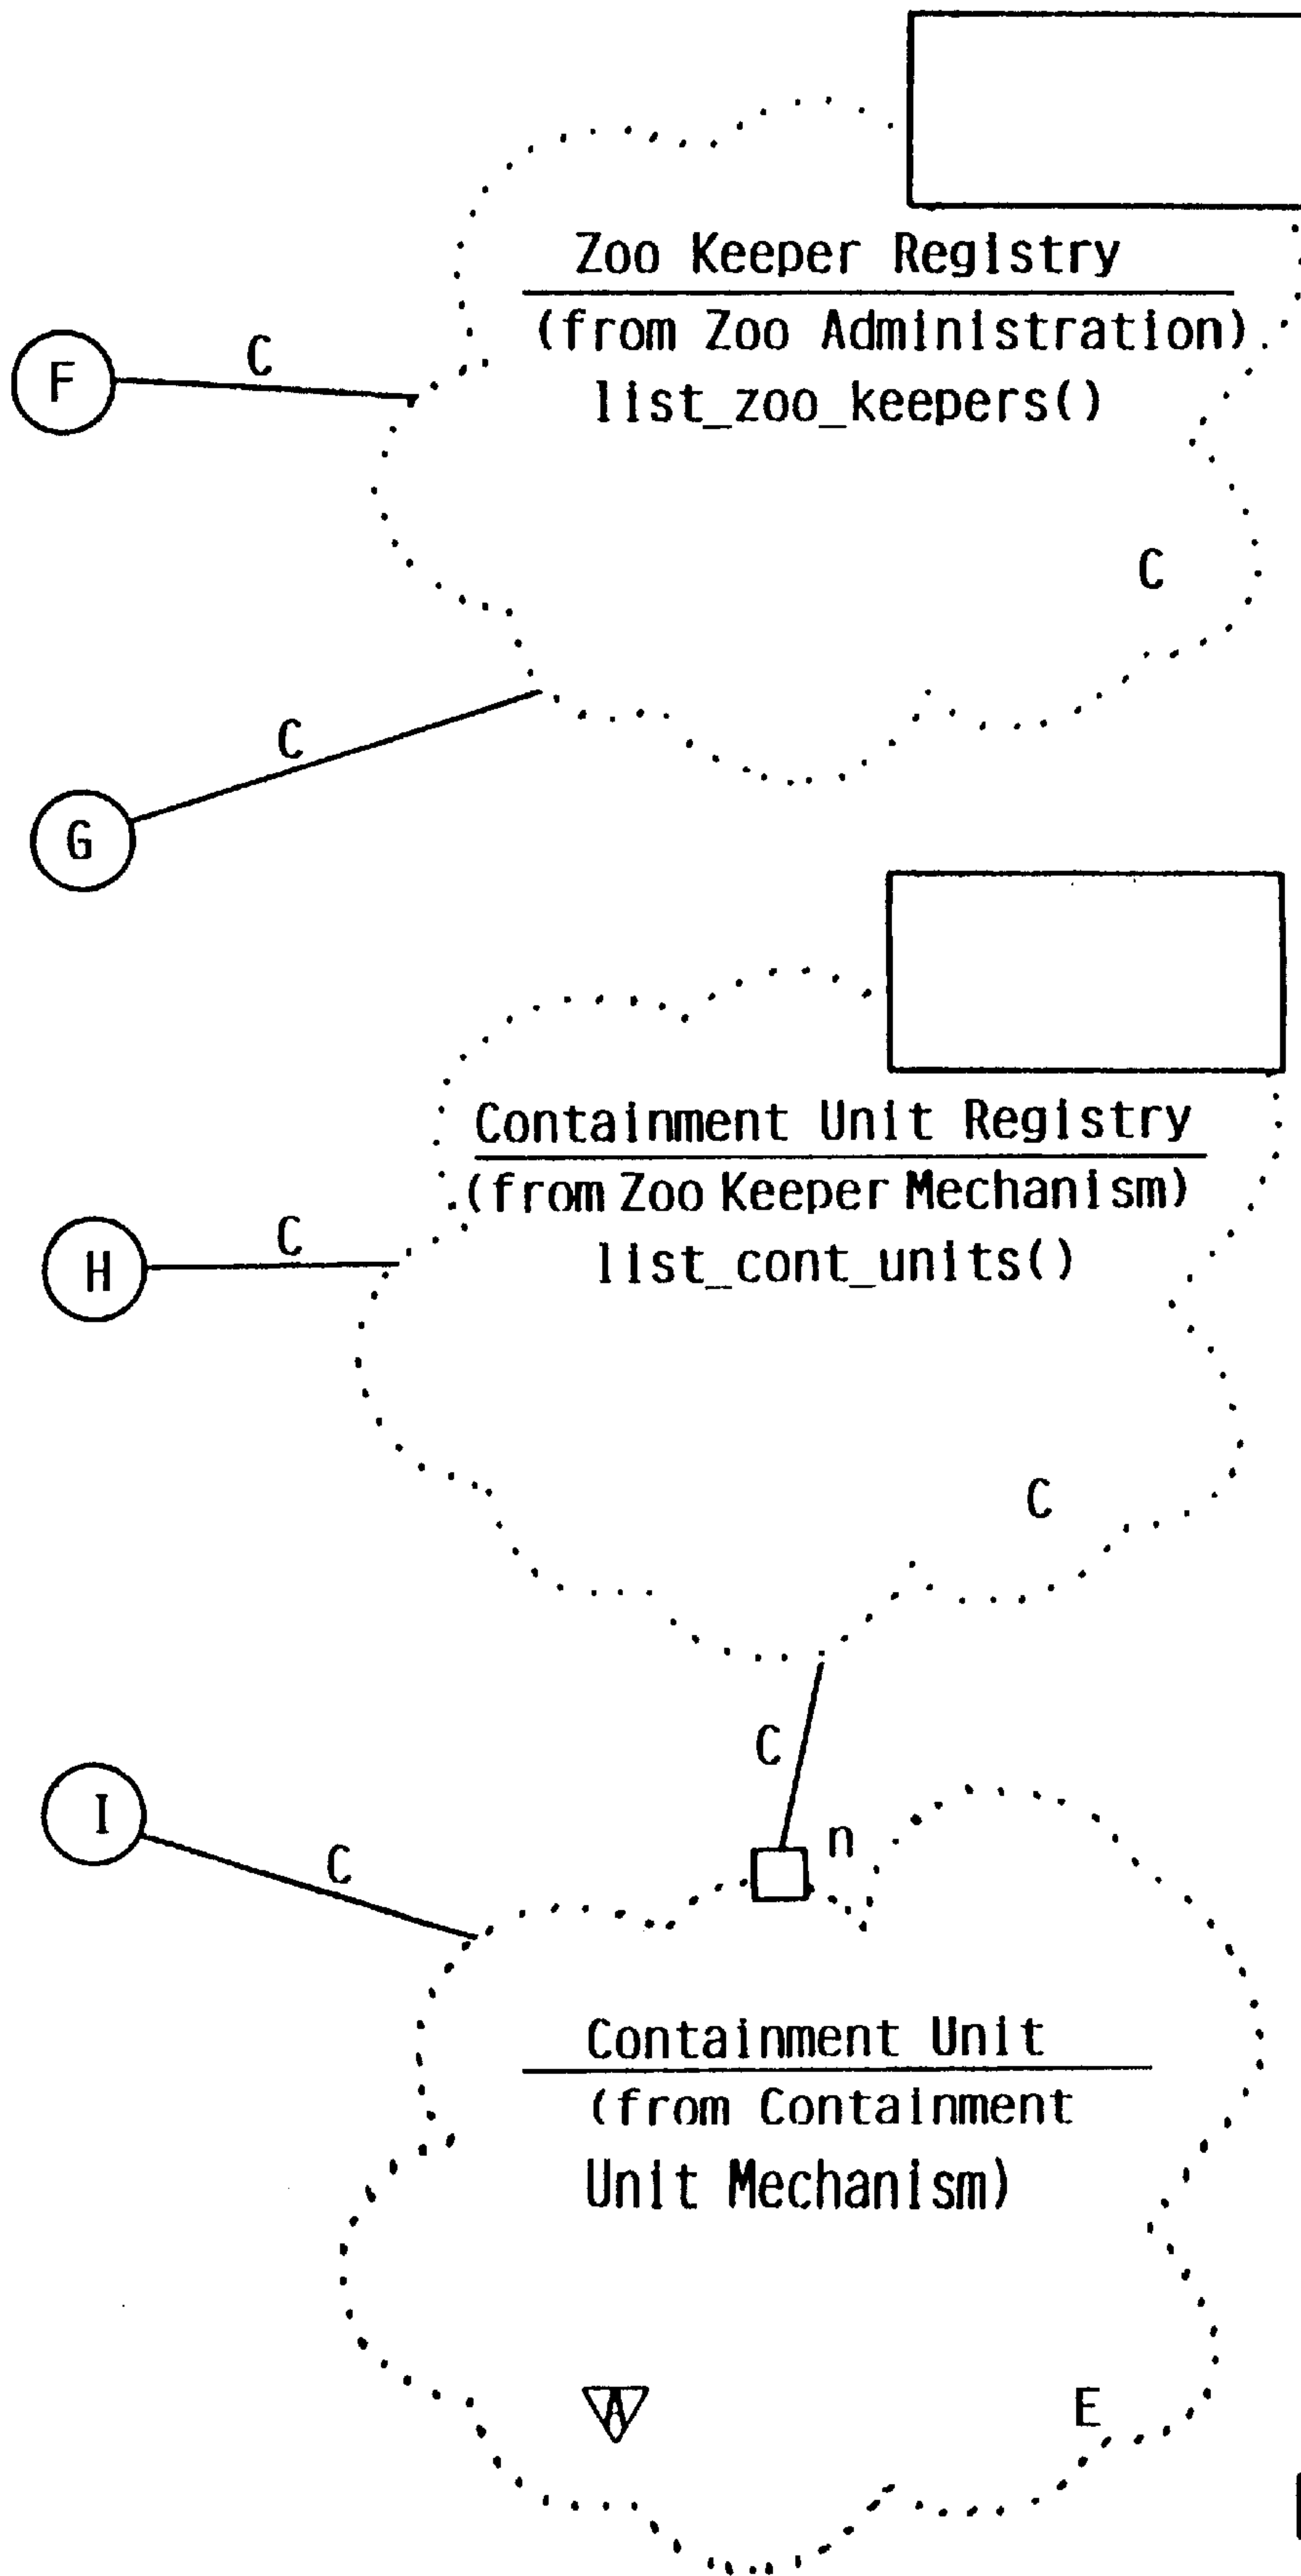 Zoo Keeper Registry
(from Zoo Administration)
list_zoo_keepers()
F
C
C
C
G
Containment Unit Registry
(from Zoo Keeper Mechanism)
list_cont_units()
H
C
C
C
n
I
C
Containment Unit
(from Containment
Unit Mechanism)
A
E